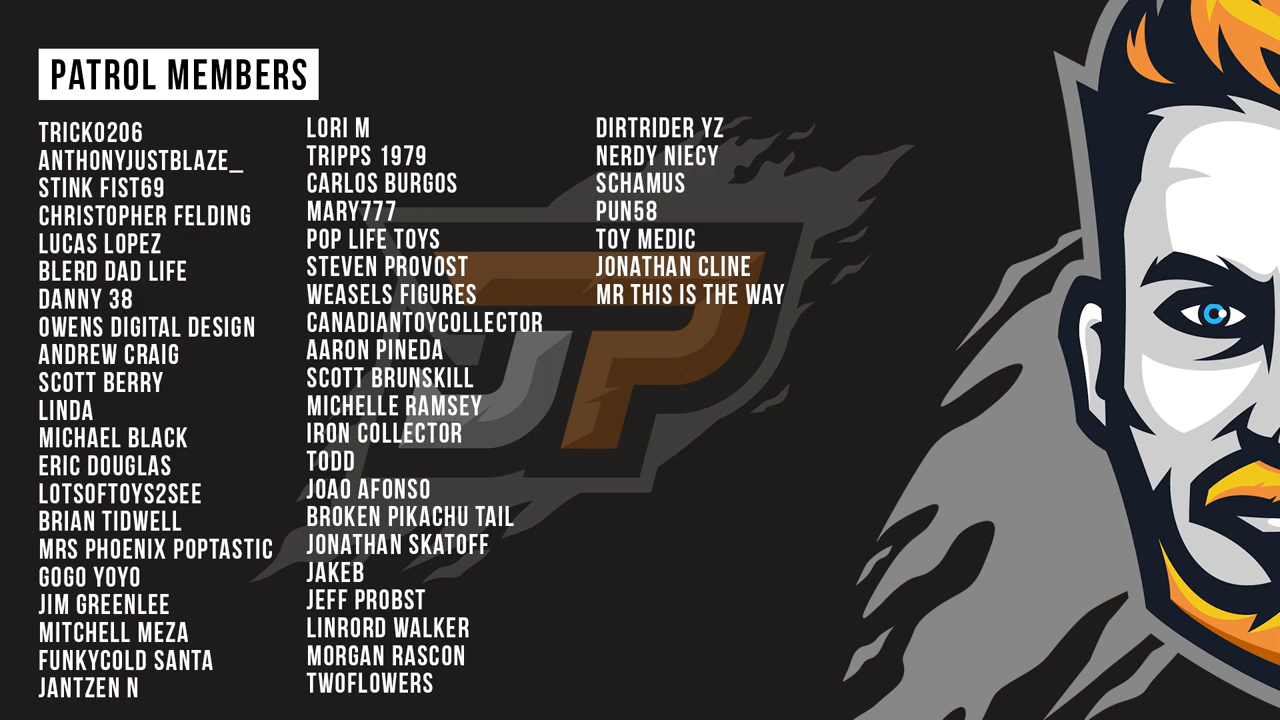 PATROL MEMBERS
TRICKO206
ANTHONYJUSTBLAZE_
STINK FIST69
CHRISTOPHER FELDING
LUCAS LOPEZ
BLERD DAD LIFE
DANNY 38
OWENS DIGITAL DESIGN
ANDREW CRAIG
SCOTT BERRY
LINDA
MICHAEL BLACK
ERIC DOUGLAS
LOTSOFTOYS2SEE
BRIAN TIDWELL
MRS PHOENIX POPTASTIC
GOGO YOYO
JIM GREENLEE
MITCHELL MEZA
FUNKYCOLD SANTA
JANTZEN N
LORI M
TRIPPS 1979
CARLOS BURGOS
MARY777
POP LIFE TOYS
STEVEN PROVOST
WEASELS FIGURES
CANADIANTOYCOLLECTOR
AARON PINEDA
SCOTT BRUNSKILL
MICHELLE RAMSEY
IRON COLLECTOR
TODD
JOAO AFONSO
BROKEN PIKACHU TAIL
JONATHAN SKATOFF
JAKEB
JEFF PROBST
LINRORD WALKER
MORGAN RASCON
TWOFLOWERS
DIRTRIDER YZ
NERDY NIECY
SCHAMUS
PUN58
TOY MEDIC
JONATHAN CLINE
MR THIS IS THE WAY
JP